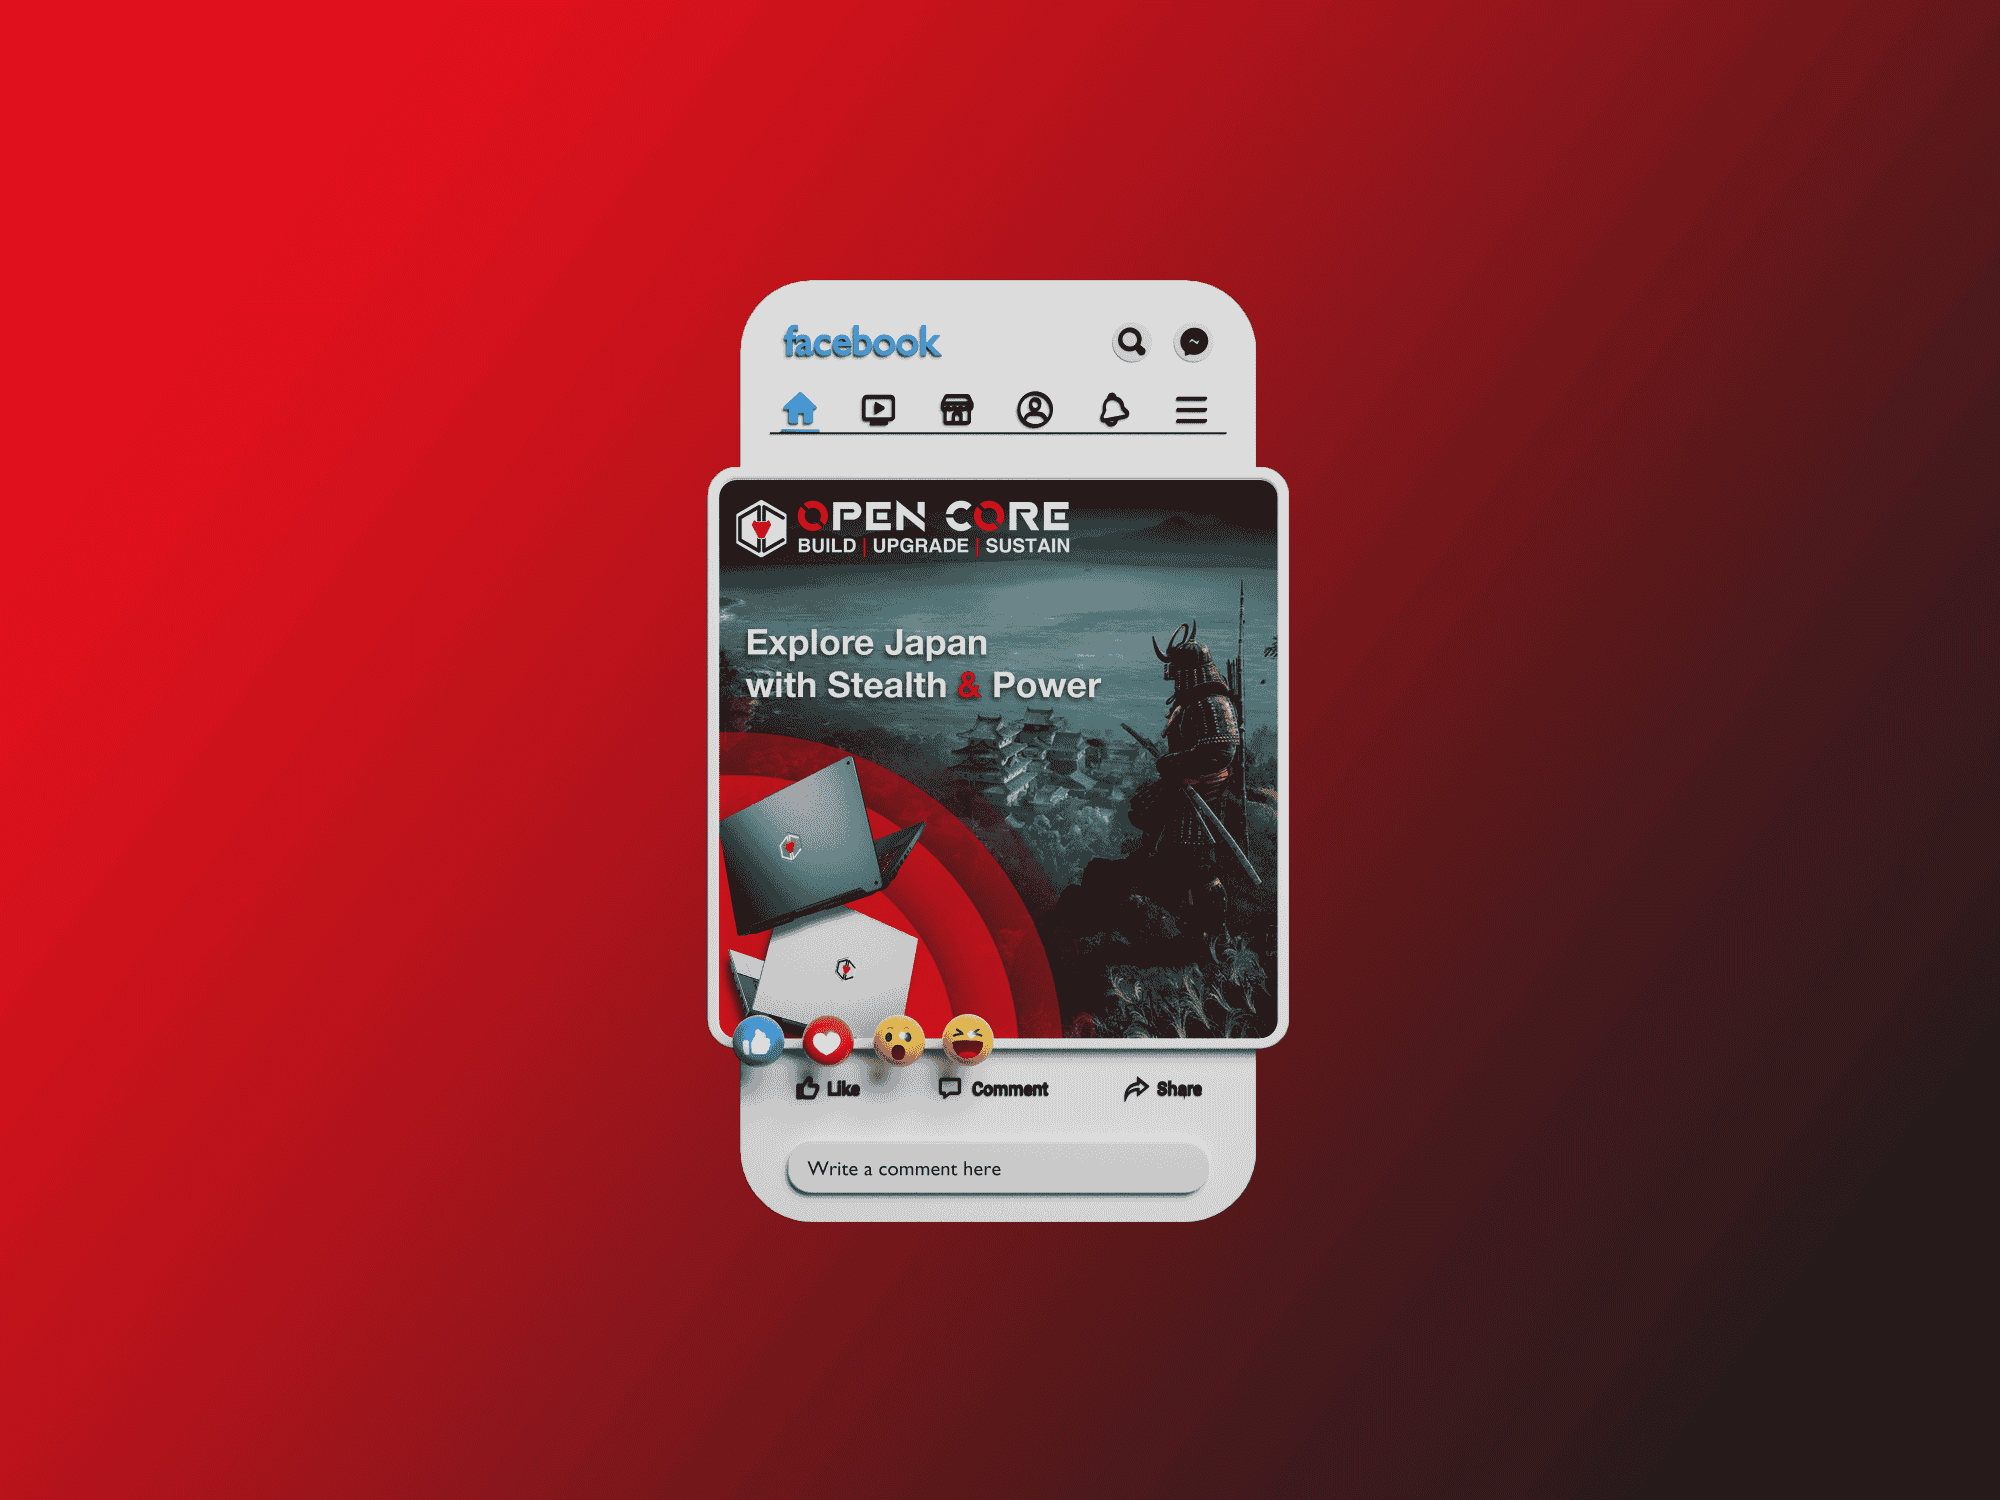 facebook
OPEN CORE
BUILD | UPGRADE | SUSTAIN
Explore Japan
with Stealth & Power
Like Comment Share
Write a comment here